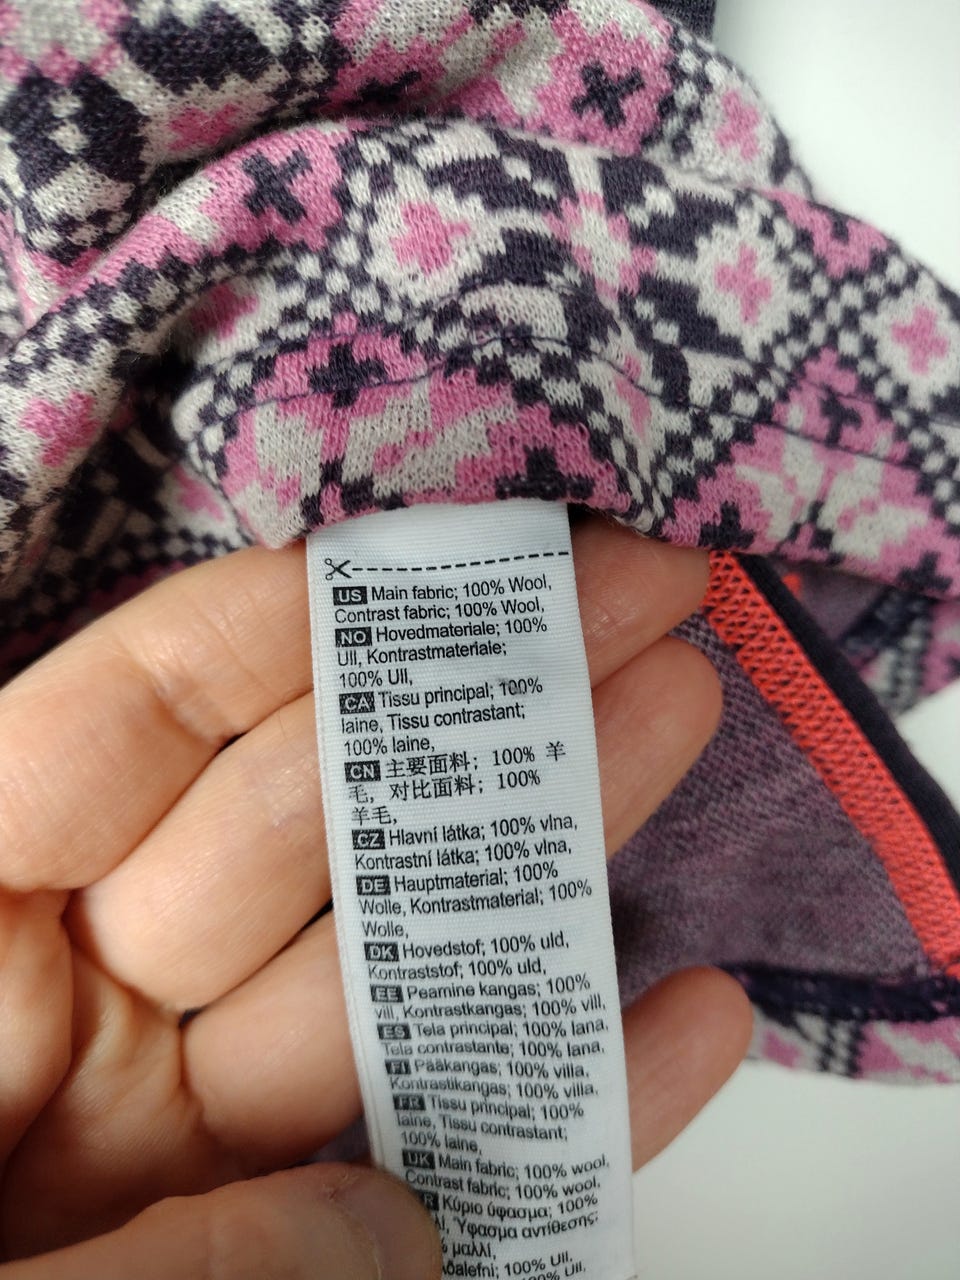 US Main fabric; 100% Wool,
Contrast fabric; 100% Wool,
NO Hovedmateriale; 100%
Ull, Kontrastmateriale;
100% Ull,
CA Tissu principal; 100%
laine, Tissu contrastant;
100% laine,
CN 主要面料; 100% 羊
毛, 对比面料; 100%
羊毛,
CZ Hlavní látka; 100% vlna,
Kontrastní látka; 100% vlna,
DE Hauptmaterial; 100%
Wolle, Kontrastmaterial; 100%
Wolle,
DK Hovedstof; 100% uld,
Kontraststof; 100% uld,
EE Peamine kangas; 100%
vill, Kontrastkangas; 100% vill,
ES Tela principal; 100% lana,
Tela contrastante; 100% lana,
FI Pääkangas; 100% villa,
Kontrastikangas; 100% villa,
FR Tissu principal; 100%
laine, Tissu contrastant;
100% laine,
UK Main fabric; 100% wool,
Contrast fabric; 100% wool,
R Κύριο ύφασμα; 100%
Ύφασμα αντίθεσης;
% μαλλί,
100% Ull,
100% Ull,